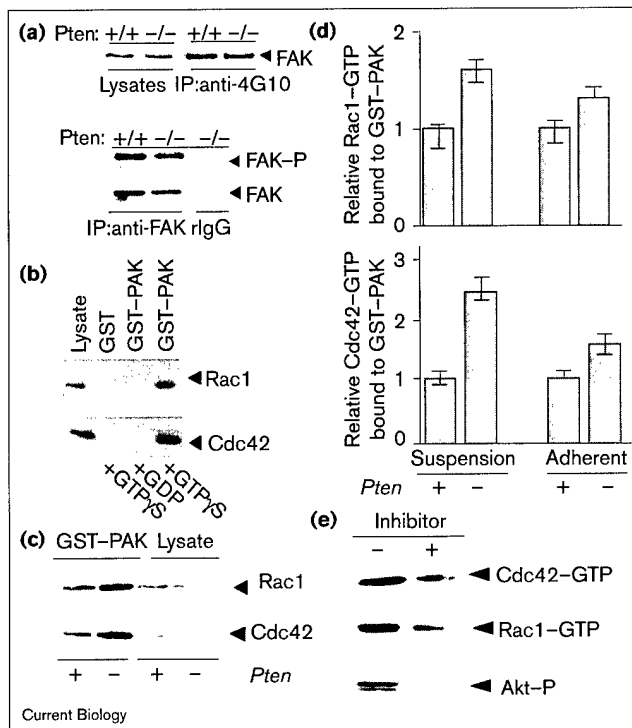 (a)
Pten: +/+ −/− +/+ −/−
FAK
Lysates IP:anti-4G10
Pten: +/+ −/− −/−
FAK–P
FAK
IP:anti-FAK rIgG
(b)
Lysate
GST
GST–PAK
GST–PAK
Rac1
Cdc42
+GTPγS
+GDP
+GTPγS
(c)
GST–PAK Lysate
Rac1
Cdc42
+ − + − Pten
(d)
Relative Rac1–GTP
bound to GST–PAK
2
1
0
Relative Cdc42–GTP
bound to GST–PAK
3
2
1
0
Suspension Adherent
Pten + − + −
(e)
Inhibitor
− +
Cdc42–GTP
Rac1–GTP
Akt–P
Current Biology